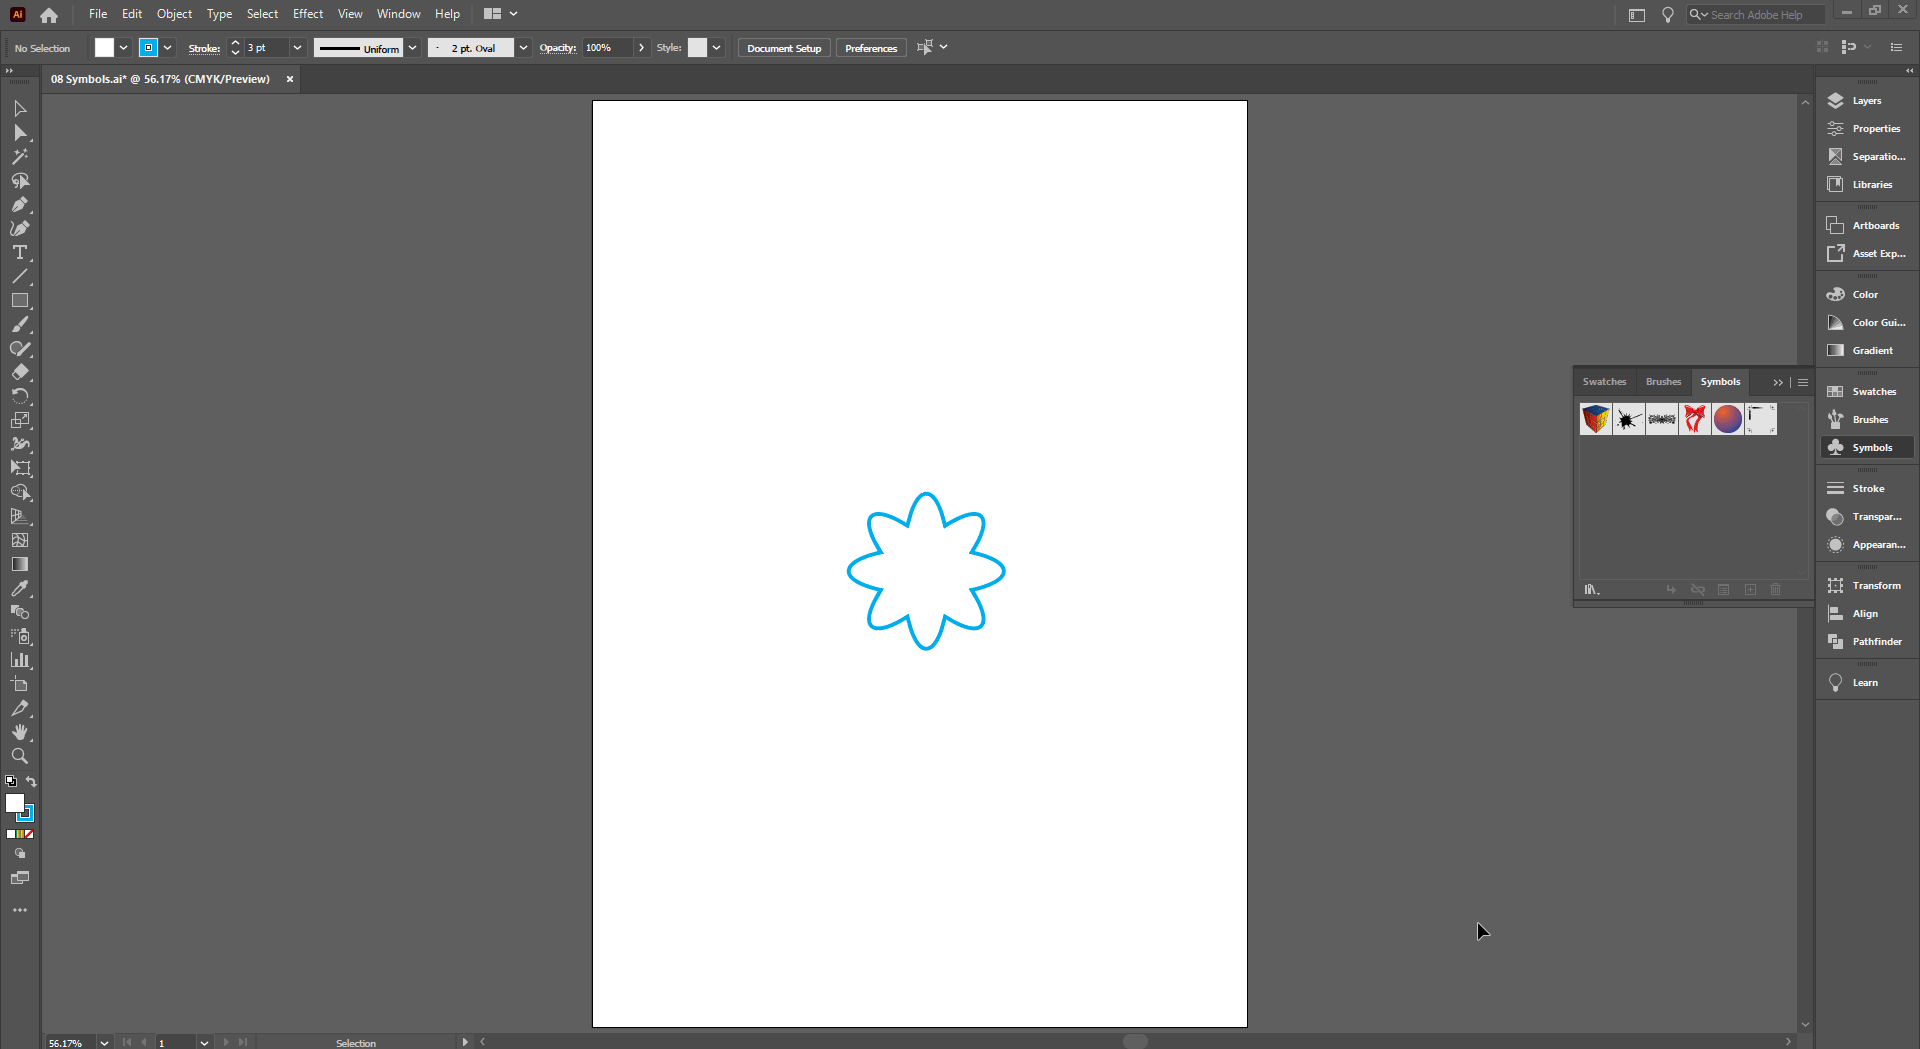 Ai File Edit Object Type Select Effect View Window Help Search Adobe Help
No Selection Stroke: 3 pt Uniform 2 pt. Oval Opacity: 100% Style: Document Setup Preferences
08 Symbols.ai* @ 56.17% (CMYK/Preview)
Layers
Properties
Separatio...
Libraries
Artboards
Asset Exp...
Color
Color Gui...
Gradient
Swatches Brushes Symbols
Swatches
Brushes
Symbols
Stroke
Transpar...
Appearan...
Transform
Align
Pathfinder
Learn
56.17% 1 Selection